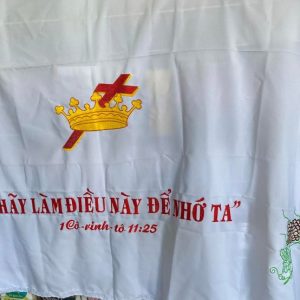 HÃY LÀM ĐIỀU NÀY ĐỂ NHỚ TA”
1Cô-rinh-tô 11:25